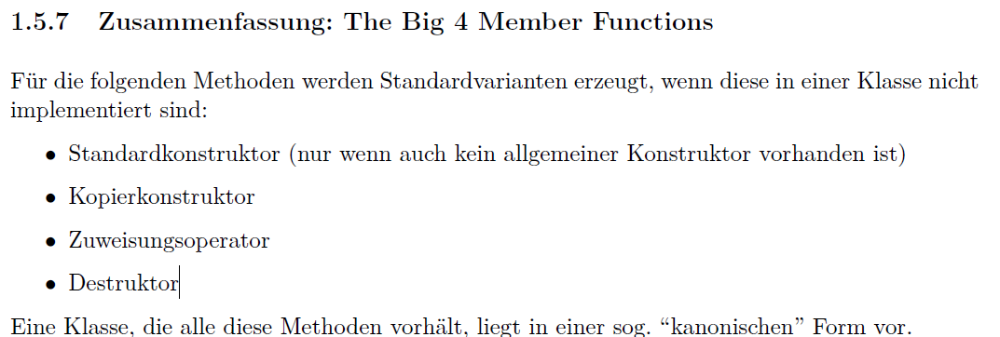 1.5.7 Zusammenfassung: The Big 4 Member Functions
Für die folgenden Methoden werden Standardvarianten erzeugt, wenn diese in einer Klasse nicht
implementiert sind:
• Standardkonstruktor (nur wenn auch kein allgemeiner Konstruktor vorhanden ist)
• Kopierkonstruktor
• Zuweisungsoperator
• Destruktor
Eine Klasse, die alle diese Methoden vorhält, liegt in einer sog. “kanonischen” Form vor.